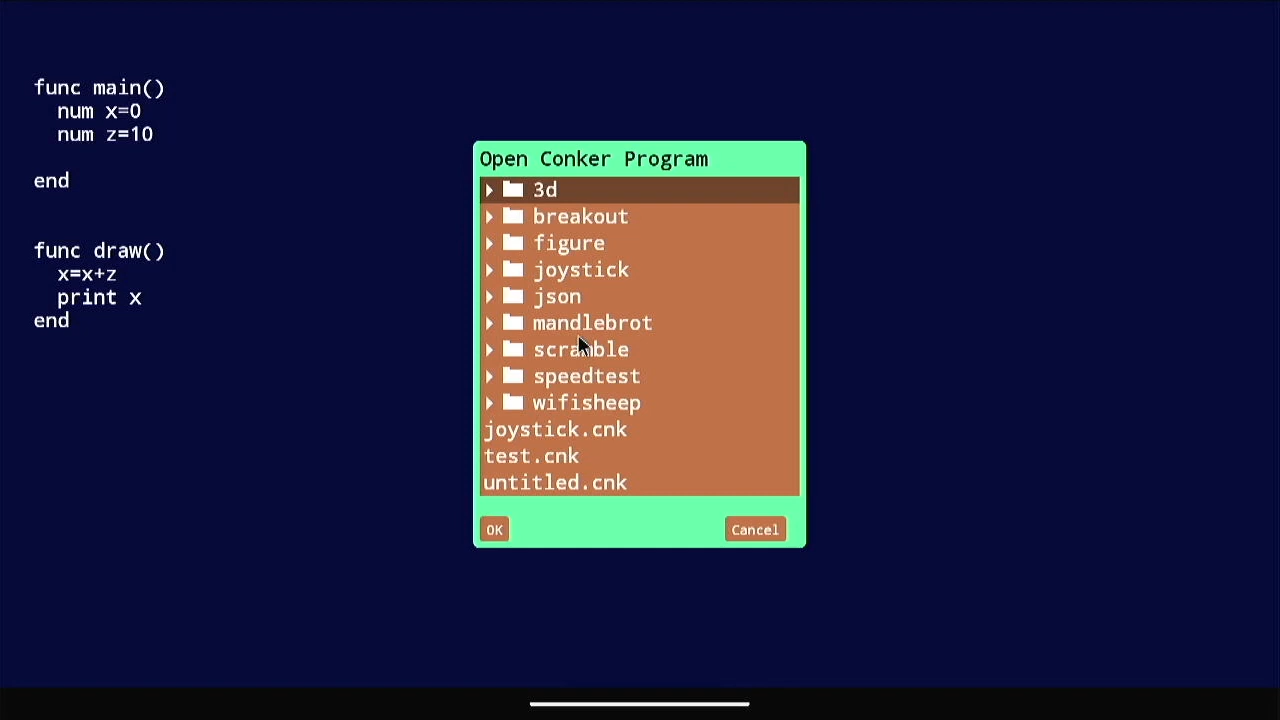 func main()
num x=0
num z=10
end
func draw()
x=x+z
print x
end
Open Conker Program
3d
breakout
figure
joystick
json
mandlebrot
scramble
speedtest
wifisheep
joystick.cnk
test.cnk
untitled.cnk
OK
Cancel